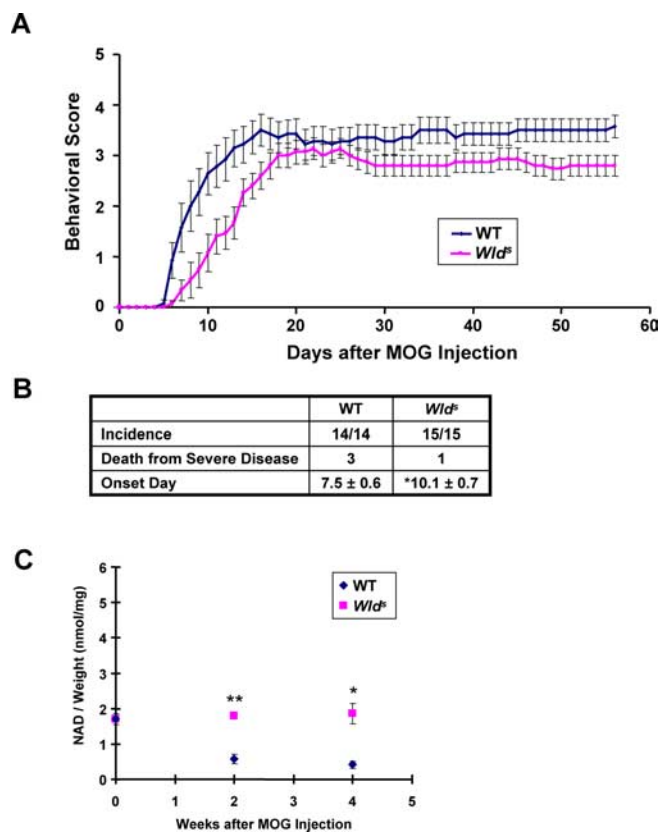 A
Behavioral Score
5
4
3
2
1
0
0 10 20 30 40 50 60
WT
Wldˢ
Days after MOG Injection
B
WT Wldˢ
Incidence 14/14 15/15
Death from Severe Disease 3 1
Onset Day 7.5 ± 0.6 *10.1 ± 0.7
C
NAD / Weight (nmol/mg)
6
5
4
3
2
1
0
WT
Wldˢ
** *
0 1 2 3 4 5
Weeks after MOG Injection